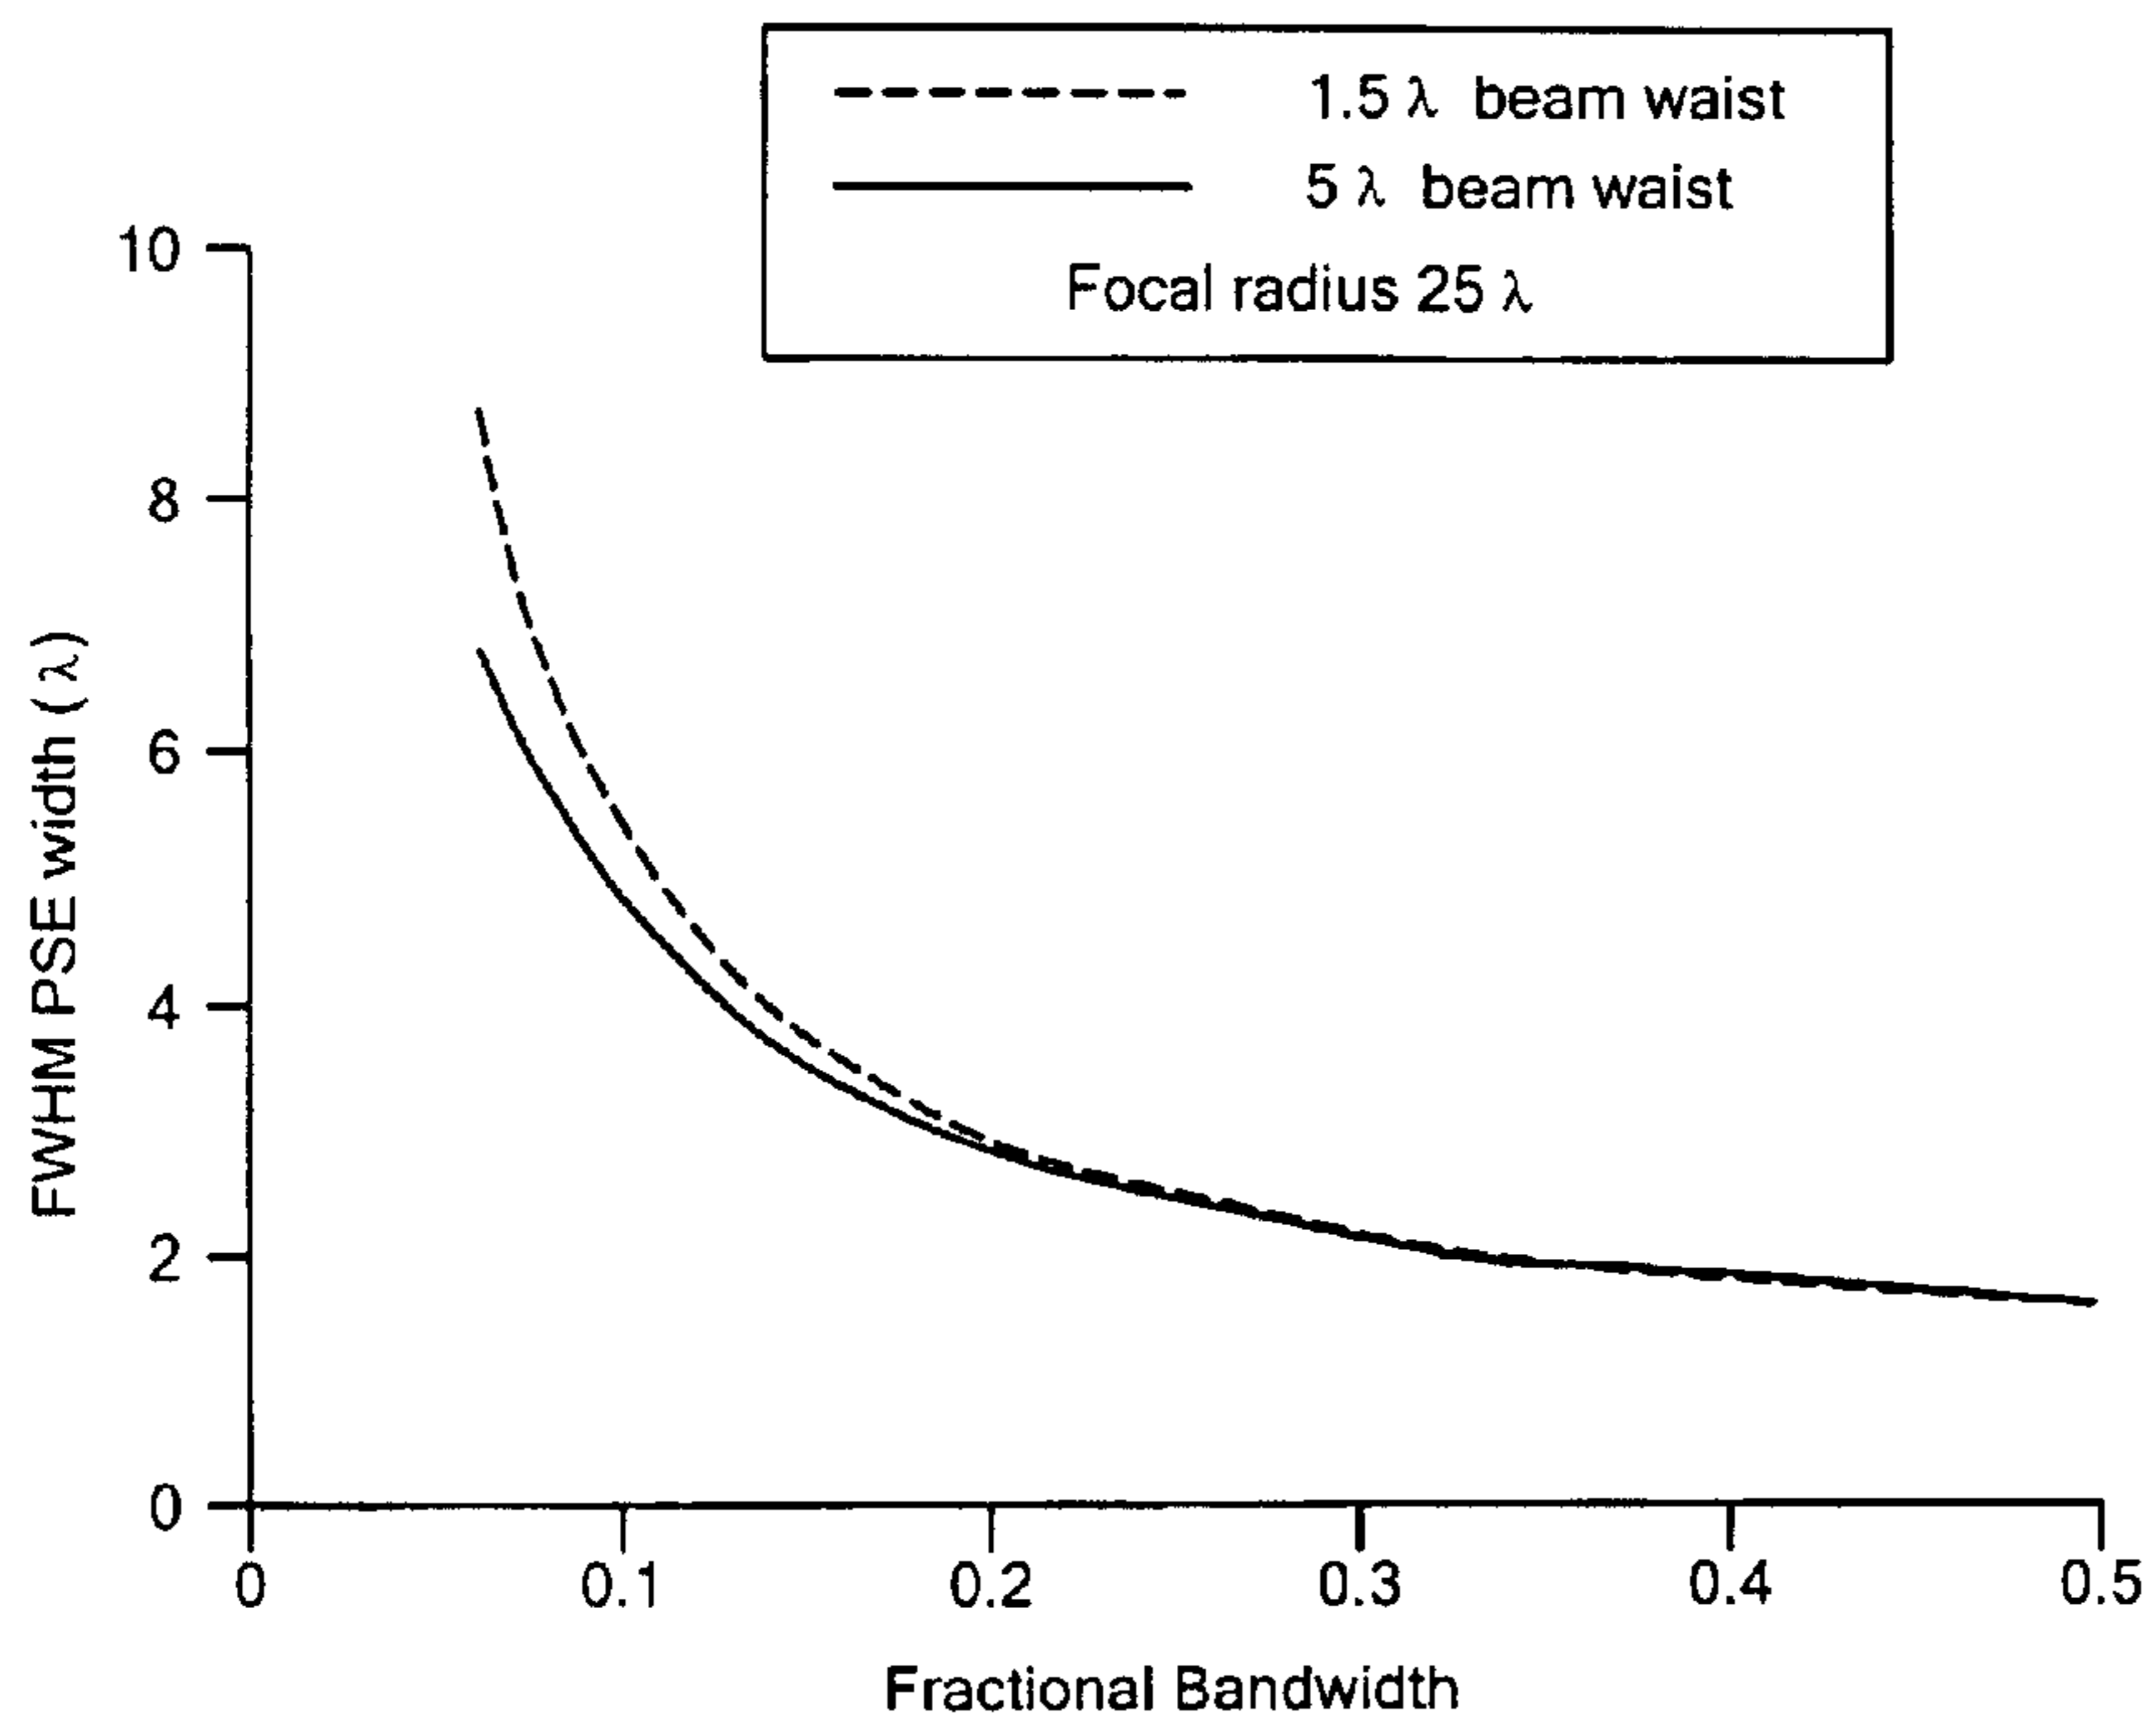 1.5 λ beam waist
5 λ beam waist
Focal radius 25 λ
10
8
6
4
2
0
FWHM PSE width (λ)
0 0.1 0.2 0.3 0.4 0.5
Fractional Bandwidth